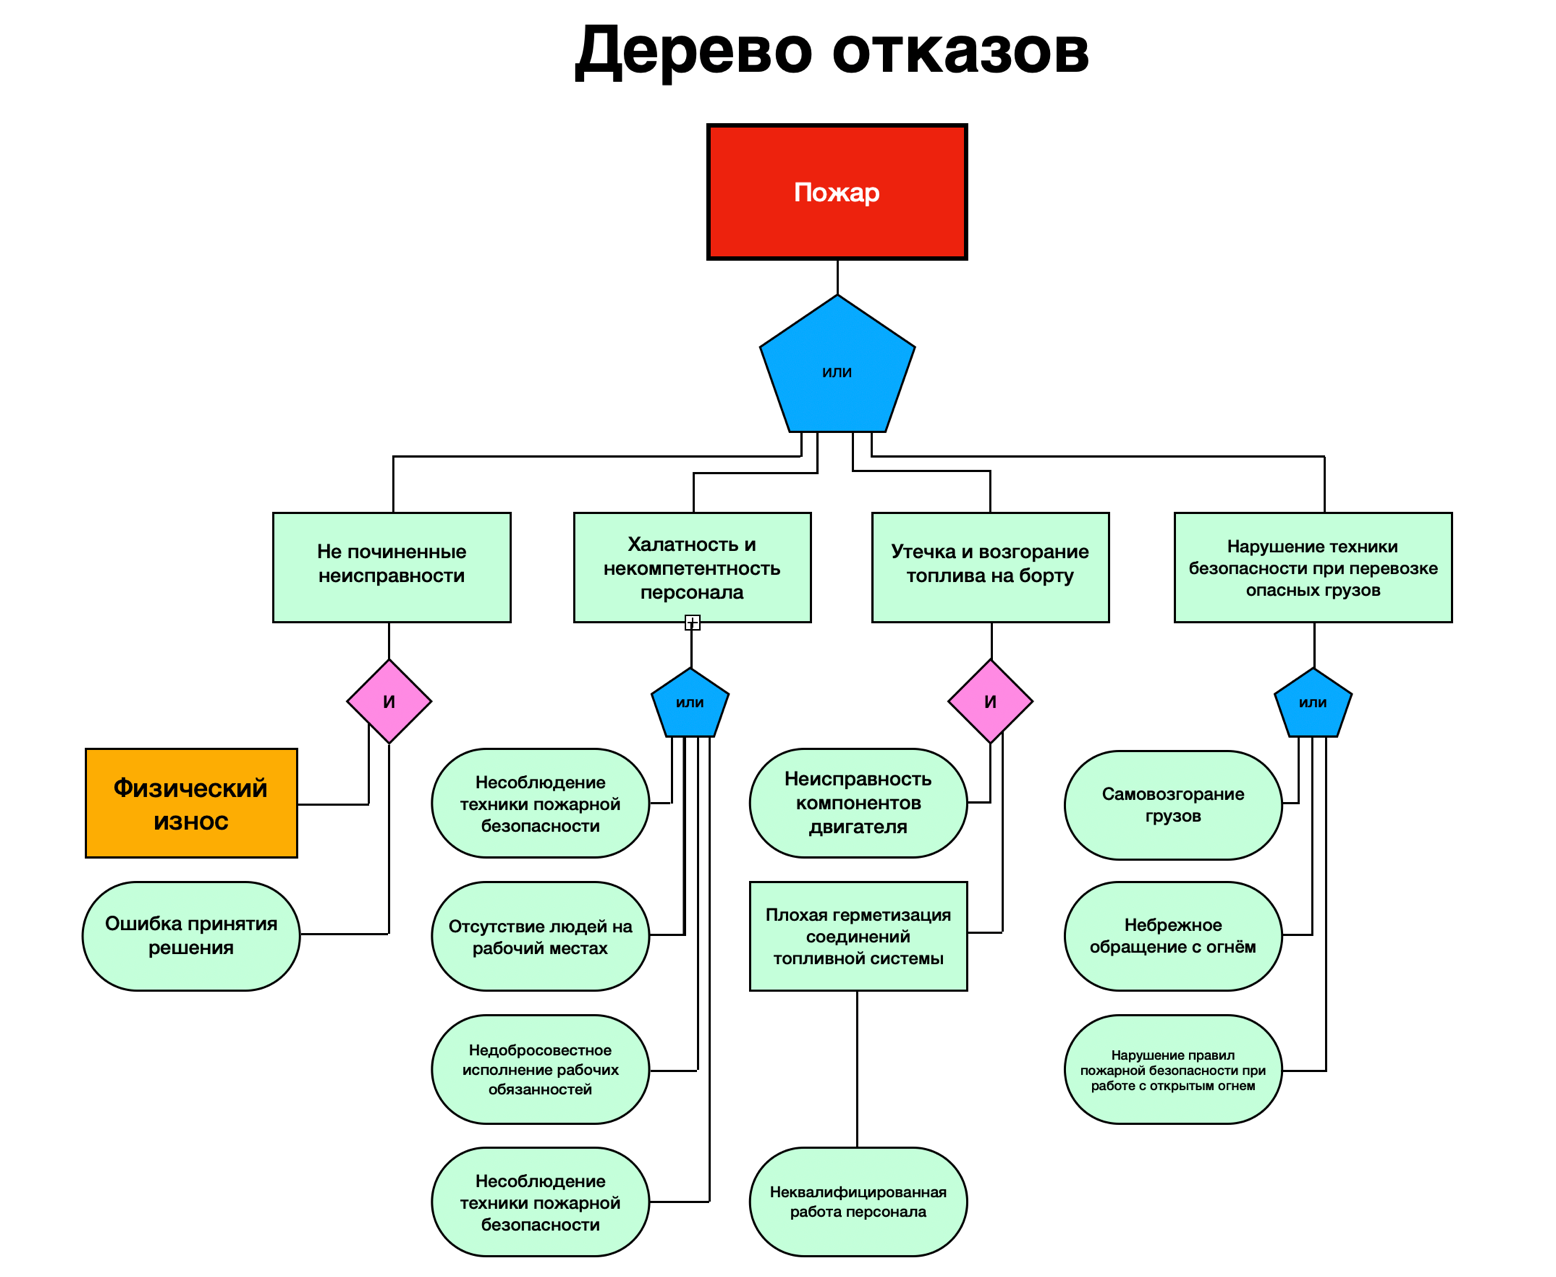 Дерево отказов
Пожар
или
Не починенные
неисправности
Халатность и
некомпетентность
персонала
Утечка и возгорание
топлива на борту
Нарушение техники
безопасности при перевозке
опасных грузов
И
или
И
или
Физический
износ
Ошибка принятия
решения
Несоблюдение
техники пожарной
безопасности
Отсутствие людей на
рабочий местах
Недобросовестное
исполнение рабочих
обязанностей
Несоблюдение
техники пожарной
безопасности
Неисправность
компонентов
двигателя
Плохая герметизация
соединений
топливной системы
Неквалифицированная
работа персонала
Самовозгорание
грузов
Небрежное
обращение с огнём
Нарушение правил
пожарной безопасности при
работе с открытым огнем